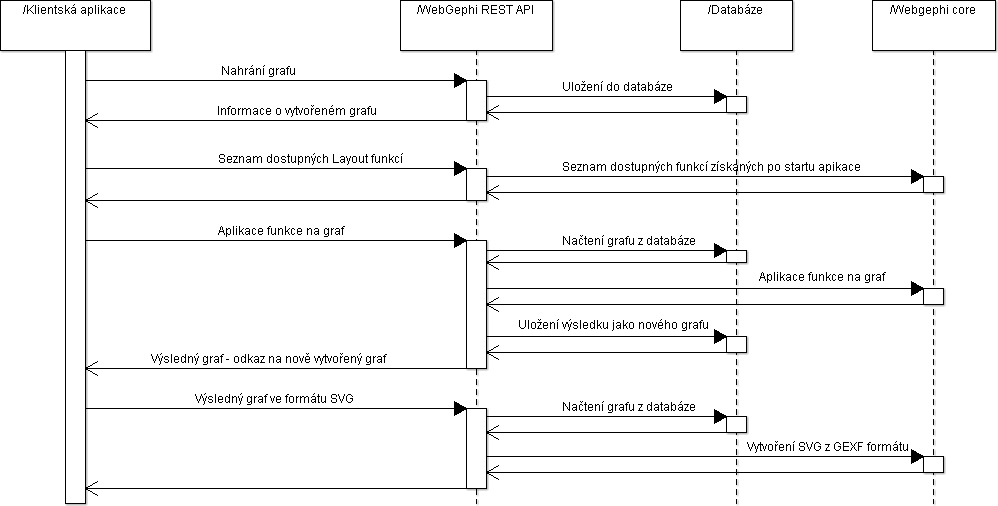 /Klientská aplikace
/WebGephi REST API
/Databáze
/Webgephi core
Nahrání grafu
Uložení do databáze
Informace o vytvořeném grafu
Seznam dostupných Layout funkcí
Seznam dostupných funkcí získáných po startu apikace
Aplikace funkce na graf
Načtení grafu z databáze
Aplikace funkce na graf
Uložení výsledku jako nového grafu
Výsledný graf - odkaz na nově vytvořený graf
Výsledný graf ve formátu SVG
Načtení grafu z databáze
Vytvoření SVG z GEXF formátu